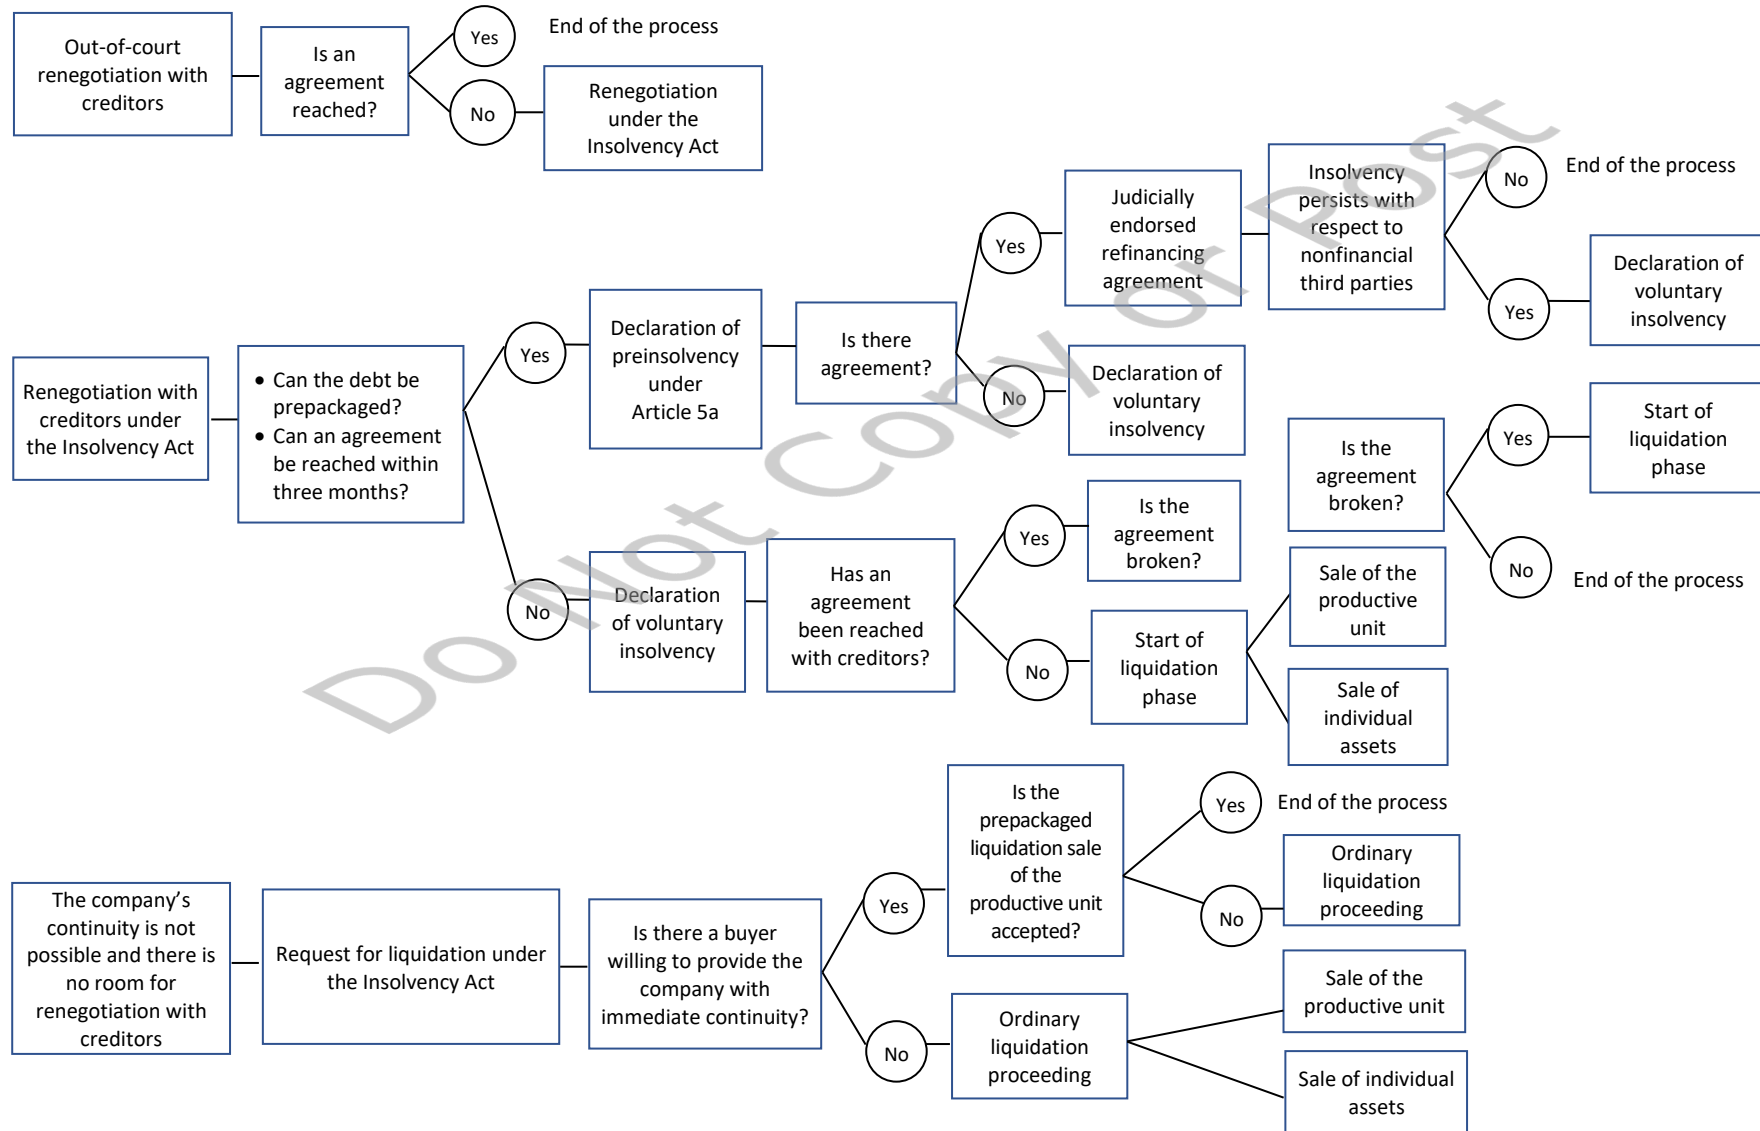 Out-of-court
renegotiation with
creditors
Is an
agreement
reached?
Yes
End of the process
No
Renegotiation
under the
Insolvency Act
Renegotiation with
creditors under
the Insolvency Act
• Can the debt be
prepackaged?
• Can an agreement
be reached within
three months?
Yes
Declaration of
preinsolvency
under
Article 5a
Is there
agreement?
Yes
Judicially
endorsed
refinancing
agreement
Insolvency
persists with
respect to
nonfinancial
third parties
No
End of the process
Yes
Declaration of
voluntary
insolvency
No
Declaration of
voluntary
insolvency
No
Declaration
of voluntary
insolvency
Has an
agreement
been reached
with creditors?
Yes
Is the
agreement
broken?
No
Start of
liquidation
phase
Sale of the
productive
unit
Sale of
individual
assets
Is the
agreement
broken?
Yes
Start of
liquidation
phase
No
End of the process
The company’s
continuity is not
possible and there is
no room for
renegotiation with
creditors
Request for liquidation under
the Insolvency Act
Is there a buyer
willing to provide the
company with
immediate continuity?
Yes
Is the
prepackaged
liquidation sale
of the
productive unit
accepted?
Yes
End of the process
No
Ordinary
liquidation
proceeding
No
Ordinary
liquidation
proceeding
Sale of the
productive unit
Sale of individual
assets
Do Not Copy or Post